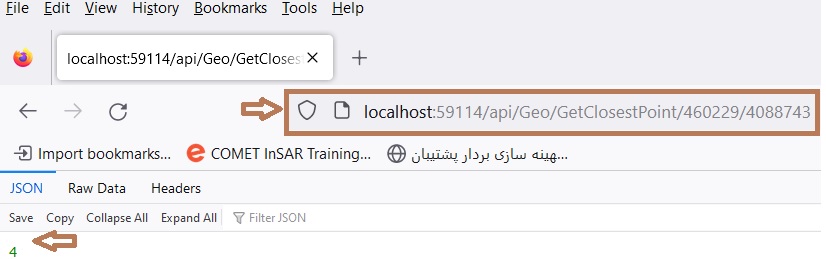 File Edit View History Bookmarks Tools Help
localhost:59114/api/Geo/GetCloses
localhost:59114/api/Geo/GetClosestPoint/460229/4088743
Import bookmarks... COMET InSAR Training... بهینه سازی بردار پشتیبان...
JSON Raw Data Headers
Save Copy Collapse All Expand All Filter JSON
4